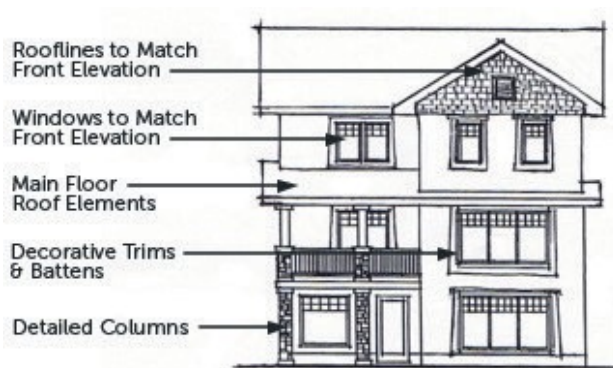 Rooflines to Match
Front Elevation
Windows to Match
Front Elevation
Main Floor
Roof Elements
Decorative Trims
& Battens
Detailed Columns